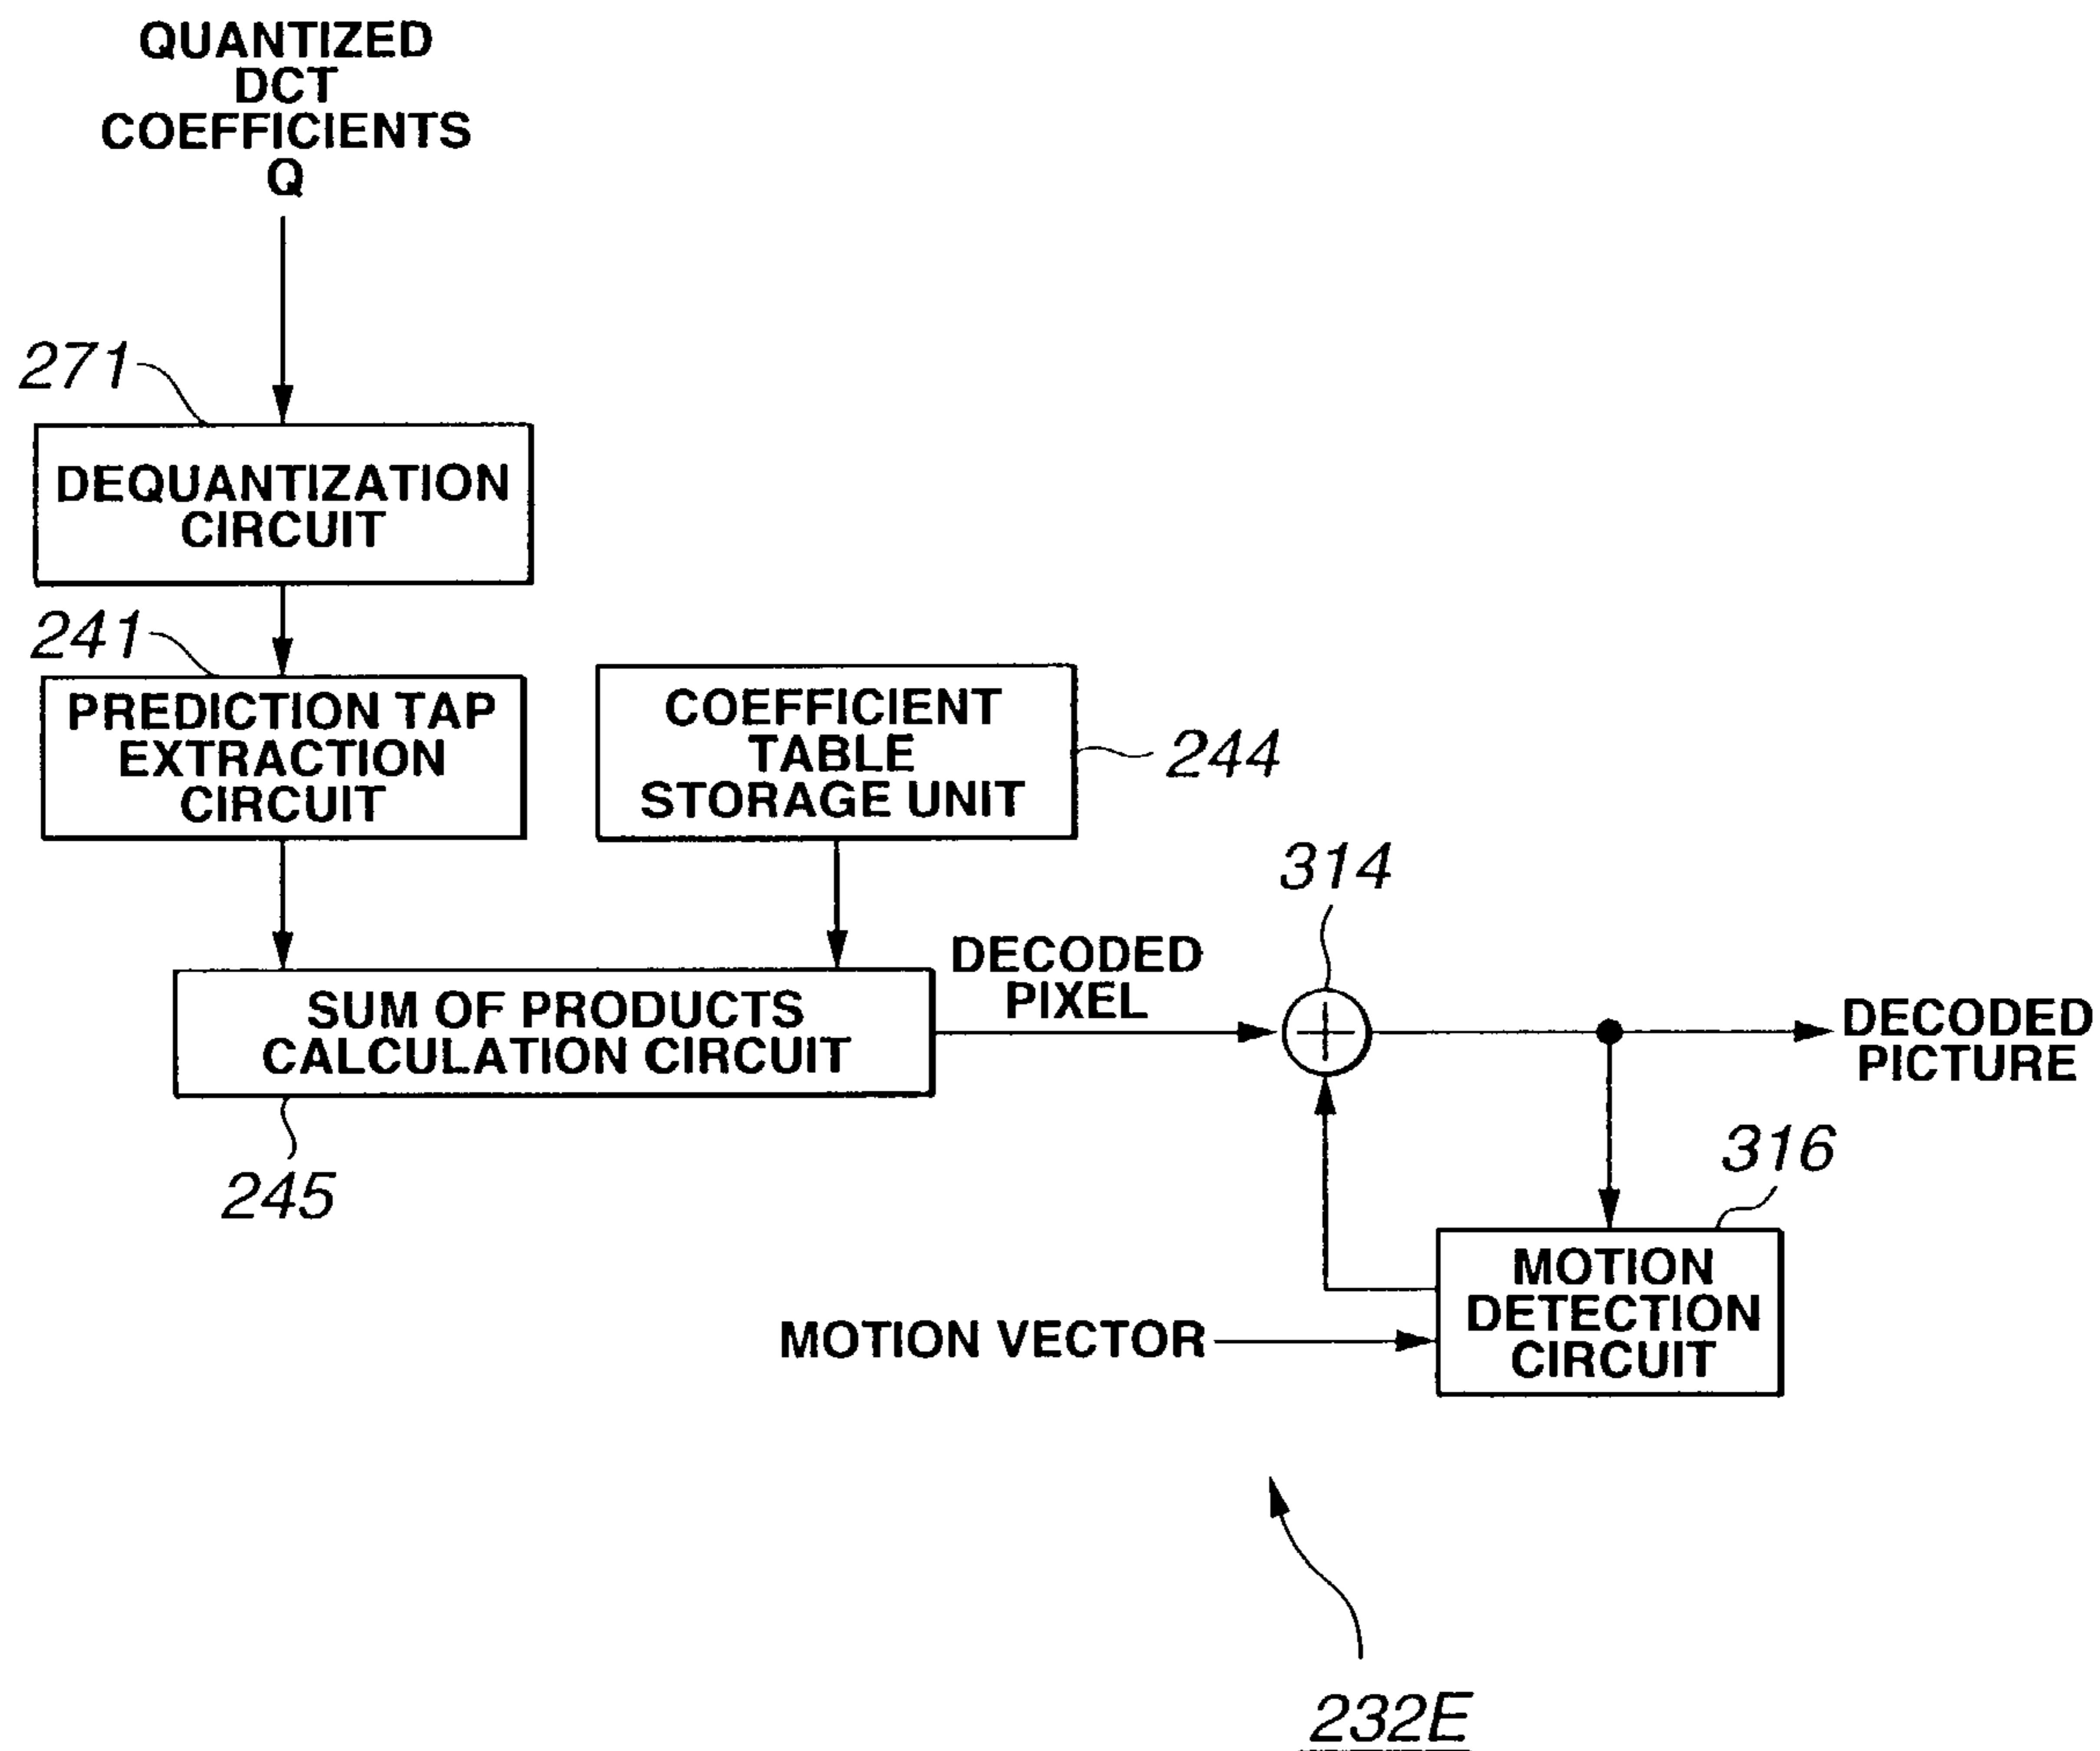 QUANTIZED
DCT
COEFFICIENTS
Q
271
DEQUANTIZATION
CIRCUIT
241
PREDICTION TAP
EXTRACTION
CIRCUIT
COEFFICIENT
TABLE
STORAGE UNIT
244
314
DECODED
PIXEL
SUM OF PRODUCTS
CALCULATION CIRCUIT
245
DECODED
PICTURE
316
MOTION
DETECTION
CIRCUIT
MOTION VECTOR
232E